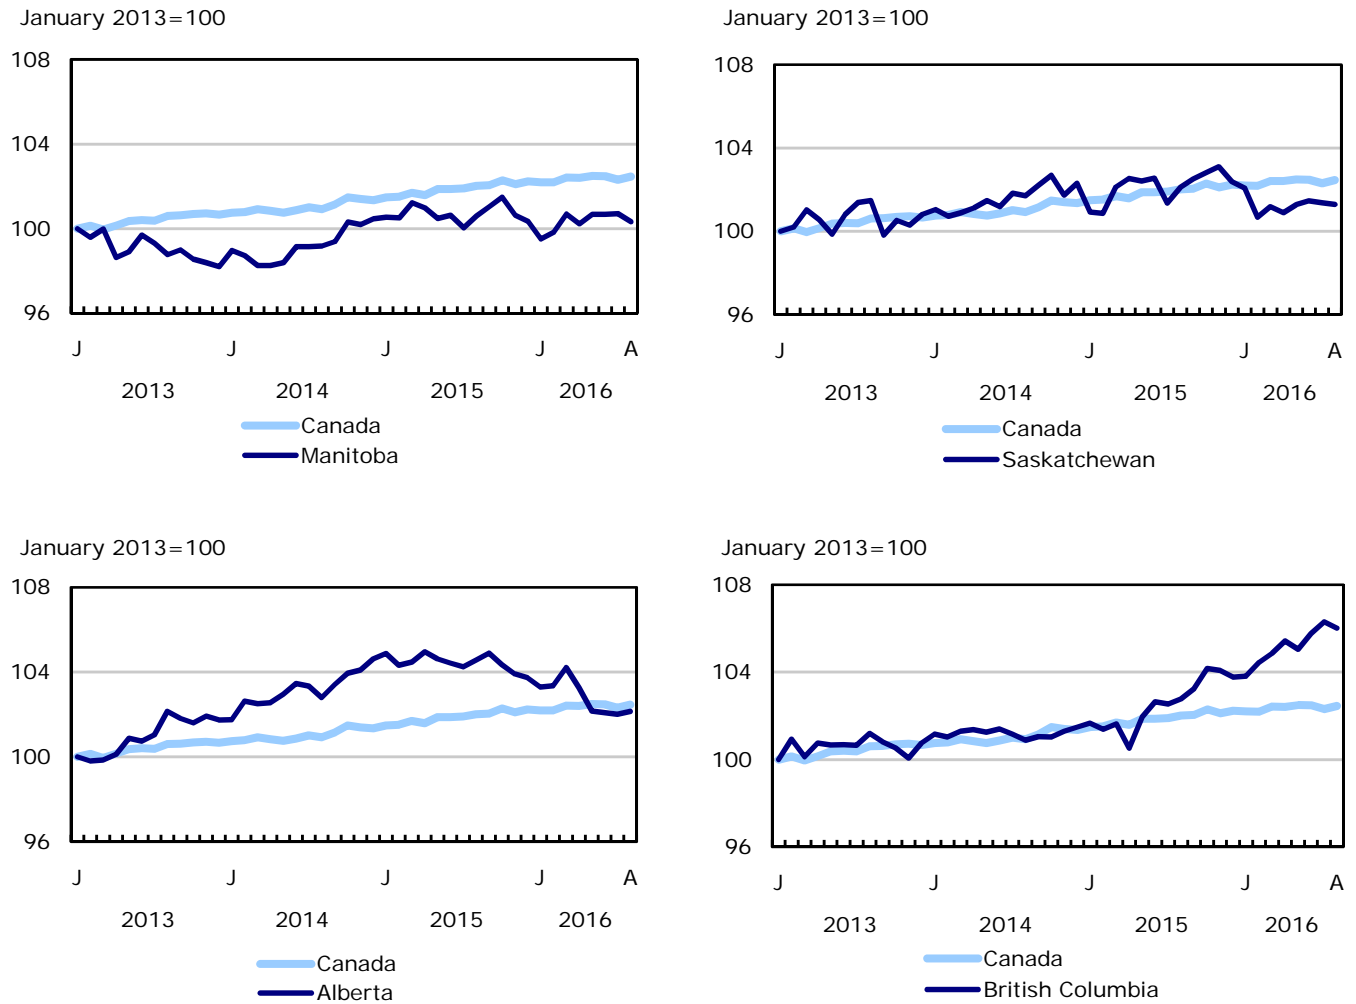 January 2013=100
108
104
100
96
J J J J A
2013 2014 2015 2016
Canada
Manitoba
January 2013=100
108
104
100
96
J J J J A
2013 2014 2015 2016
Canada
Saskatchewan
January 2013=100
108
104
100
96
J J J J A
2013 2014 2015 2016
Canada
Alberta
January 2013=100
108
104
100
96
J J J J A
2013 2014 2015 2016
Canada
British Columbia